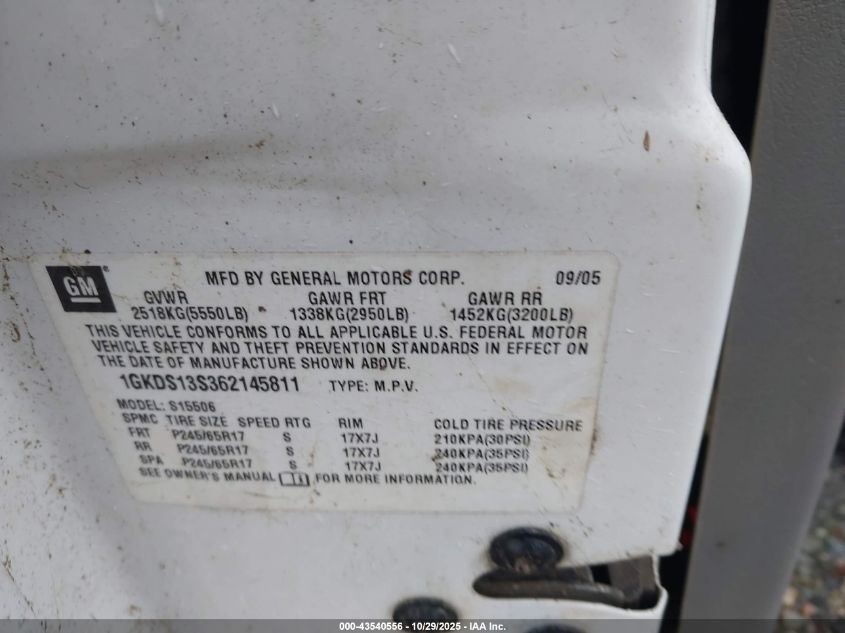 GM
MFD BY GENERAL MOTORS CORP. 09/05
GVWR GAWR FRT GAWR RR
2518KG(5550LB) 1338KG(2950LB) 1452KG(3200LB)
THIS VEHICLE CONFORMS TO ALL APPLICABLE U.S. FEDERAL MOTOR
VEHICLE SAFETY AND THEFT PREVENTION STANDARDS IN EFFECT ON
THE DATE OF MANUFACTURE SHOWN ABOVE.
1GKDS13S362145811 TYPE: M.P.V.
MODEL: S15506
SPMC TIRE SIZE SPEED RTG RIM COLD TIRE PRESSURE
FRT P245/65R17 S 17X7J 210KPA(30PSI)
RR P245/65R17 S 17X7J 240KPA(35PSI)
SPA P245/65R17 S 17X7J 240KPA(35PSI)
SEE OWNER'S MANUAL FOR MORE INFORMATION.
000-43540556 - 10/29/2025 - IAA Inc.